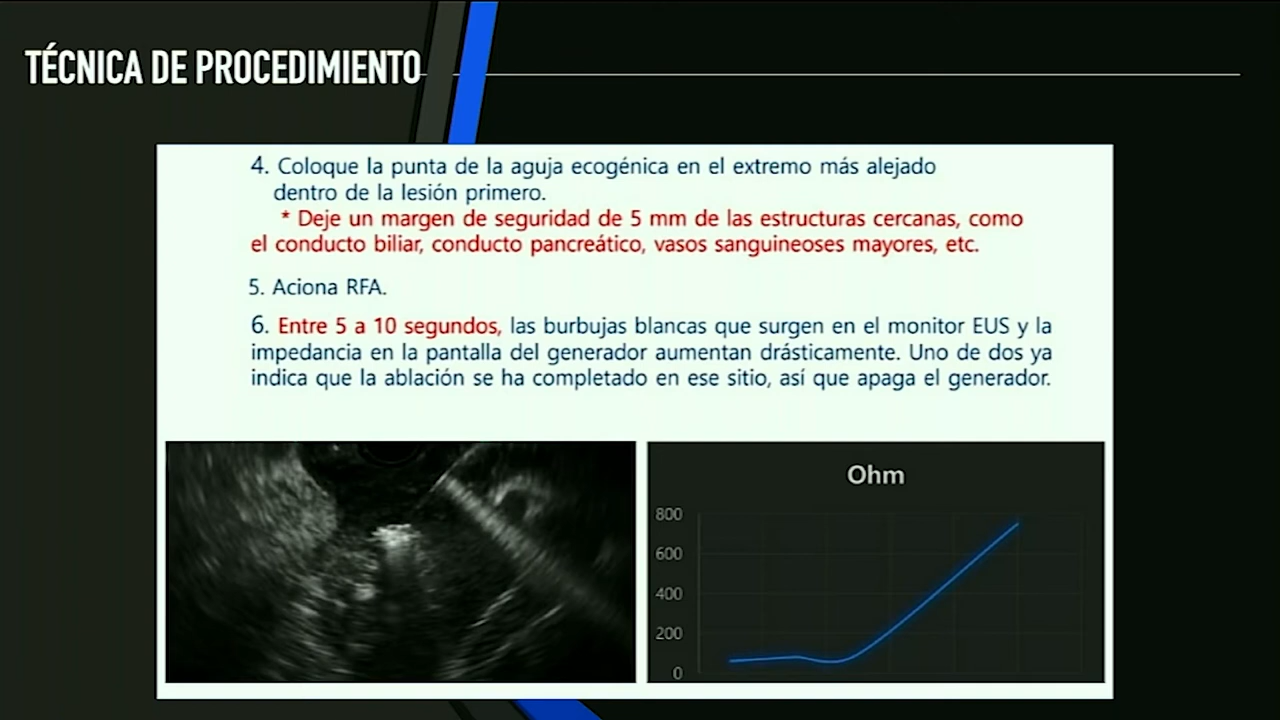 TÉCNICA DE PROCEDIMIENTO
4. Coloque la punta de la aguja ecogénica en el extremo más alejado
dentro de la lesión primero.
* Deje un margen de seguridad de 5 mm de las estructuras cercanas, como
el conducto biliar, conducto pancreático, vasos sanguineoses mayores, etc.
5. Aciona RFA.
6. Entre 5 a 10 segundos, las burbujas blancas que surgen en el monitor EUS y la
impedancia en la pantalla del generador aumentan drásticamente. Uno de dos ya
indica que la ablación se ha completado en ese sitio, así que apaga el generador.
Ohm
800
600
400
200
0